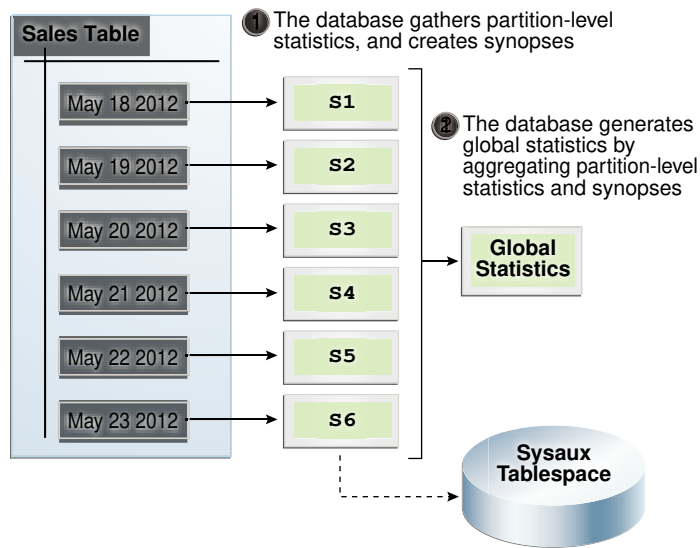 Sales Table
1 The database gathers partition-level
statistics, and creates synopses
May 18 2012
S1
May 19 2012
S2
May 20 2012
S3
May 21 2012
S4
May 22 2012
S5
May 23 2012
S6
2 The database generates
global statistics by
aggregating partition-level
statistics and synopses
Global
Statistics
Sysaux
Tablespace